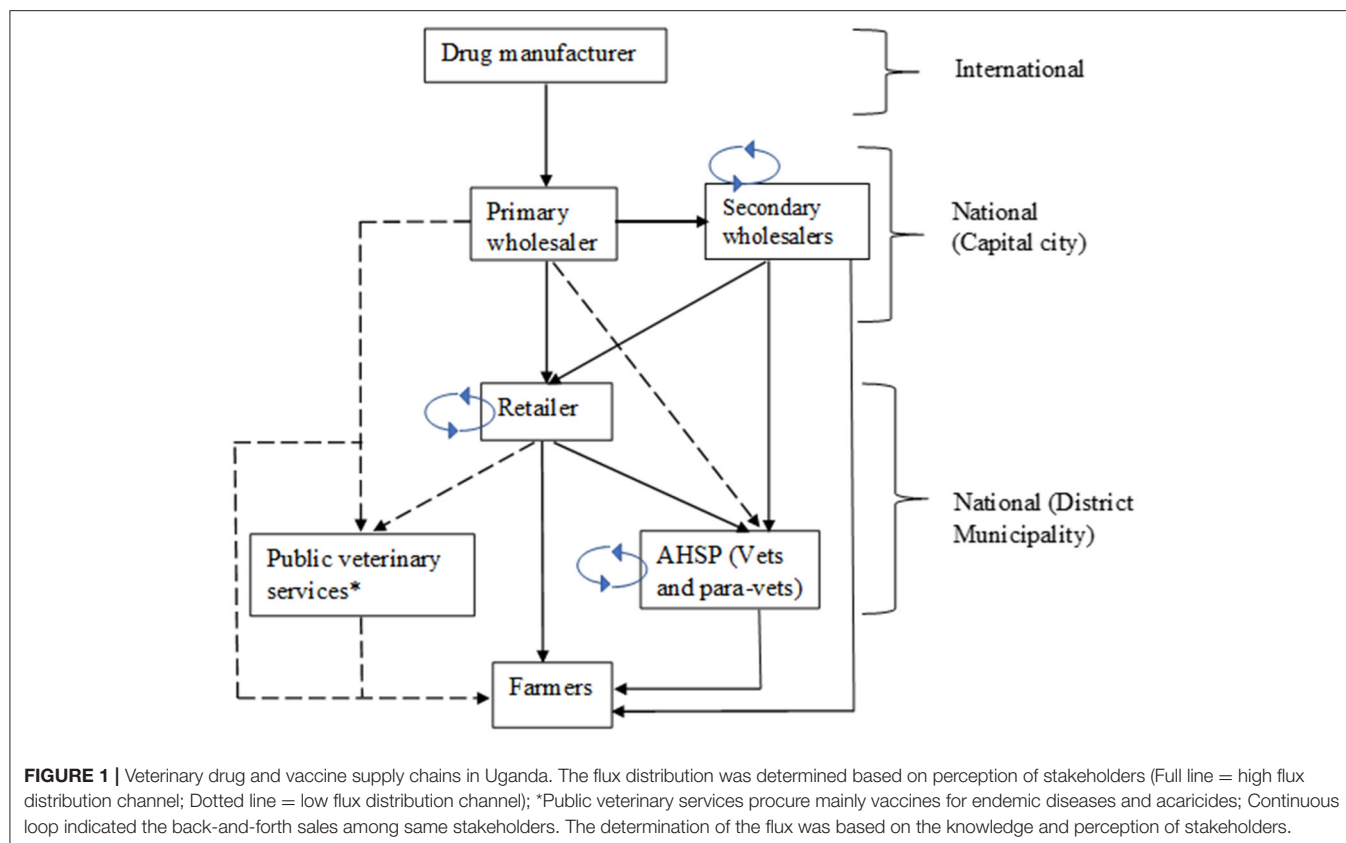 Drug manufacturer
International
Primary
wholesaler
Secondary
wholesalers
National
(Capital city)
Retailer
National (District
Municipality)
Public veterinary
services*
AHSP (Vets
and para-vets)
Farmers
FIGURE 1 | Veterinary drug and vaccine supply chains in Uganda. The flux distribution was determined based on perception of stakeholders (Full line = high flux
distribution channel; Dotted line = low flux distribution channel); *Public veterinary services procure mainly vaccines for endemic diseases and acaricides; Continuous
loop indicated the back-and-forth sales among same stakeholders. The determination of the flux was based on the knowledge and perception of stakeholders.